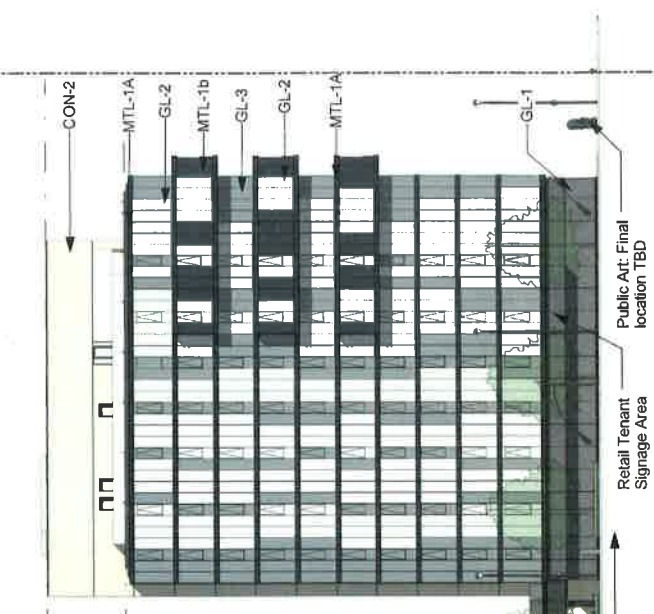 CON-2
MTL-1A
GL-2
MTL-1b
GL-3
GL-2
MTL-1A
GL-1
Public Art: Final
location TBD
Retail Tenant
Signage Area